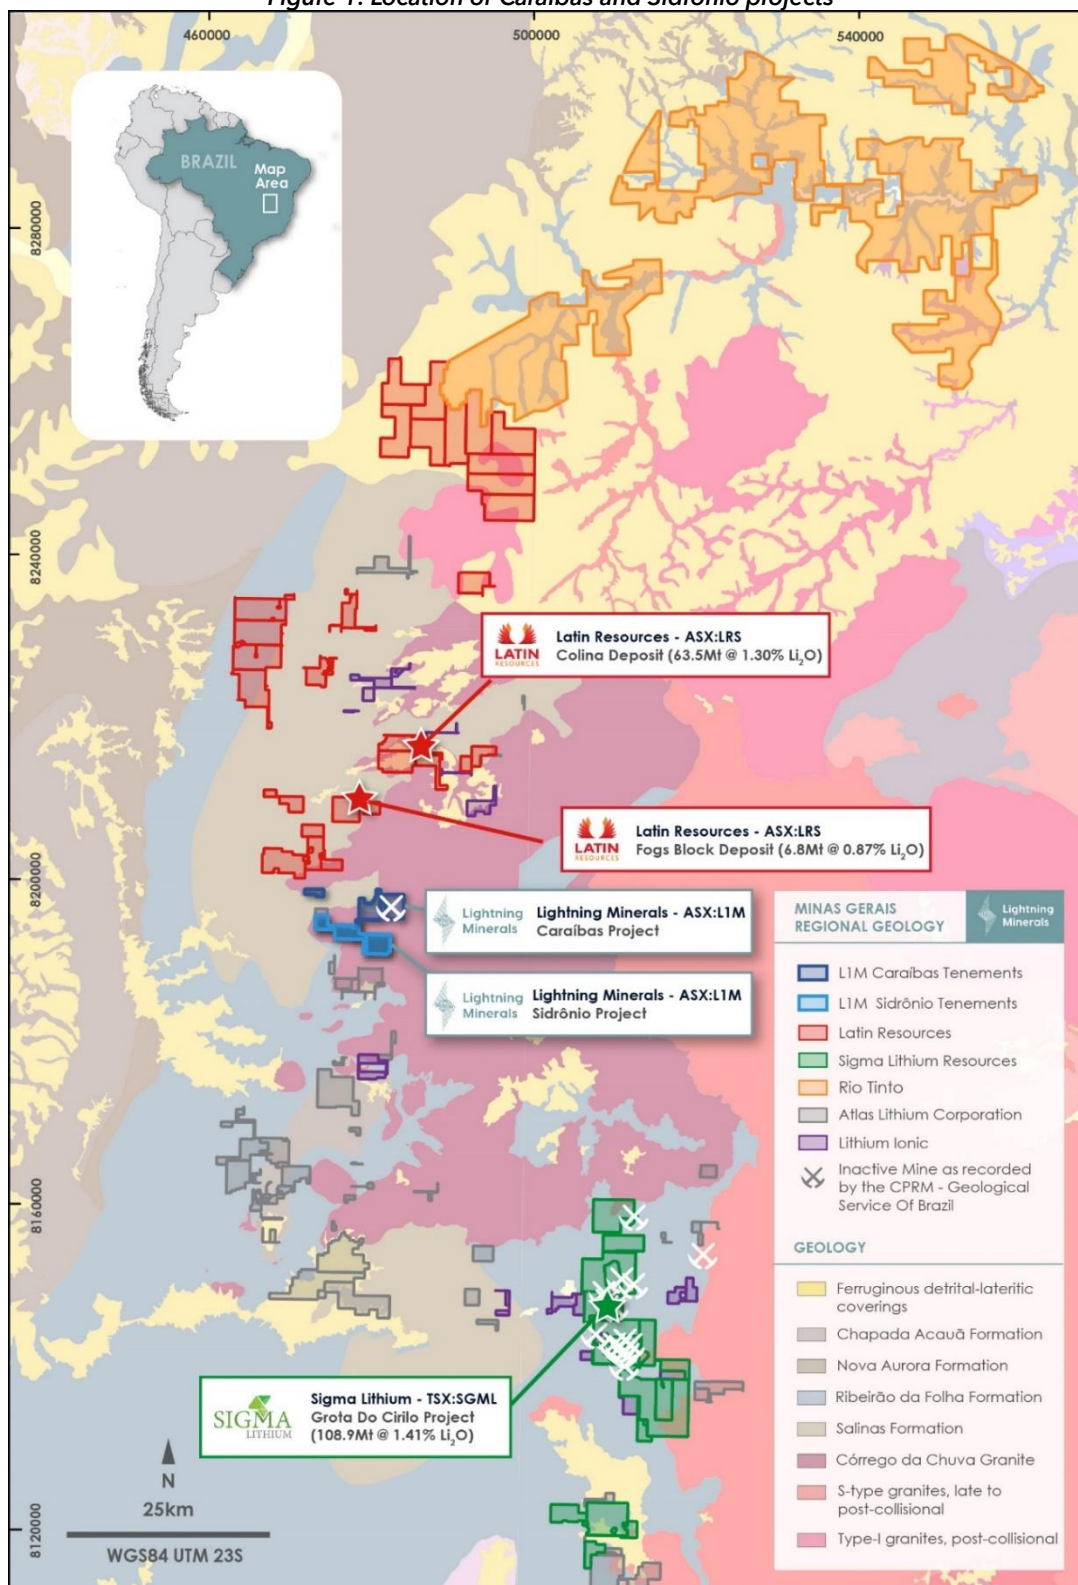 Figure 1: Location of Caraíbas and Sidrônio projects
460000
500000
540000
BRAZIL
Map
Area
8280000
8240000
8200000
8160000
8120000
LATIN
RESOURCES
Latin Resources - ASX:LRS
Colina Deposit (63.5Mt @ 1.30% Li₂O)
LATIN
RESOURCES
Latin Resources - ASX:LRS
Fogs Block Deposit (6.8Mt @ 0.87% Li₂O)
Lightning
Minerals
Lightning Minerals - ASX:L1M
Caraíbas Project
Lightning
Minerals
Lightning Minerals - ASX:L1M
Sidrônio Project
MINAS GERAIS
REGIONAL GEOLOGY
Lightning
Minerals
L1M Caraíbas Tenements
L1M Sidrônio Tenements
Latin Resources
Sigma Lithium Resources
Rio Tinto
Atlas Lithium Corporation
Lithium Ionic
Inactive Mine as recorded
by the CPRM - Geological
Service Of Brazil
GEOLOGY
Ferruginous detrital-lateritic
coverings
Chapada Acauã Formation
Nova Aurora Formation
Ribeirão da Folha Formation
Salinas Formation
Córrego da Chuva Granite
S-type granites, late to
post-collisional
Type-I granites, post-collisional
SIGMA
LITHIUM
Sigma Lithium - TSX:SGML
Grota Do Cirilo Project
(108.9Mt @ 1.41% Li₂O)
N
25km
WGS84 UTM 23S